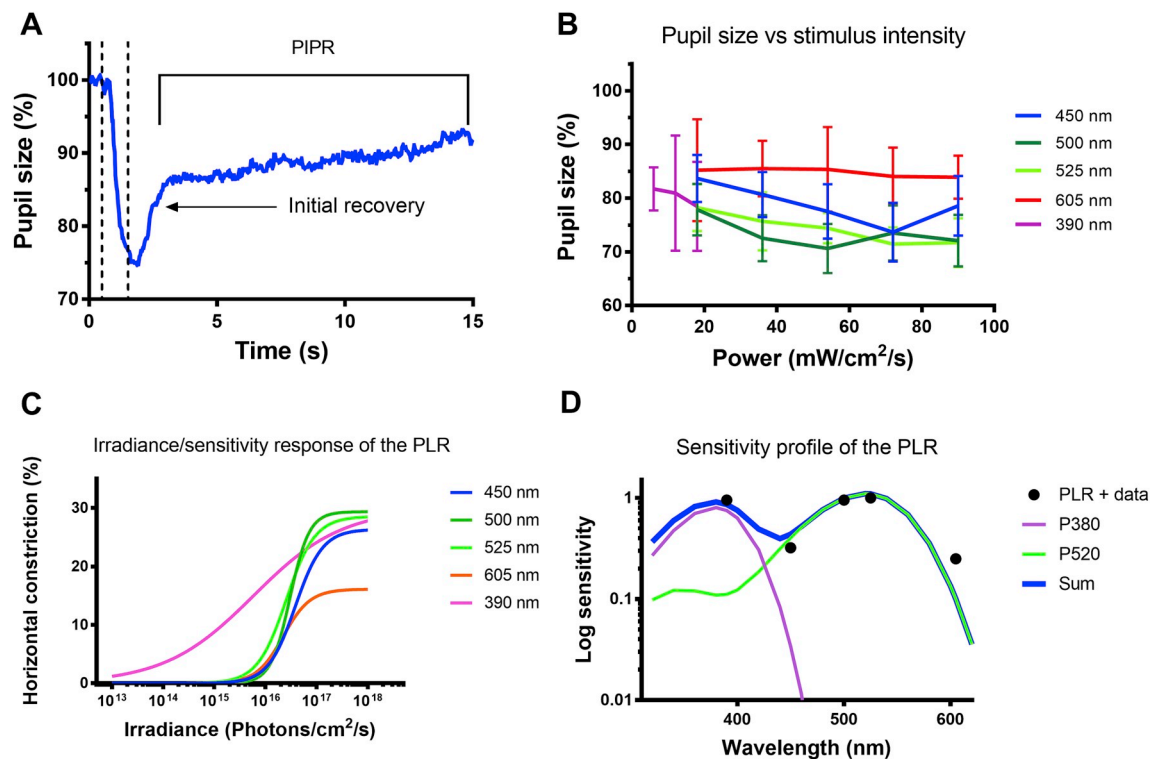 A
PIPR
Pupil size (%)
100
90
80
70
Initial recovery
0
5
10
15
Time (s)
B
Pupil size vs stimulus intensity
Pupil size (%)
100
90
80
70
60
0
20
40
60
80
100
Power (mW/cm²/s)
450 nm
500 nm
525 nm
605 nm
390 nm
C
Irradiance/sensitivity response of the PLR
Horizontal constriction (%)
30
20
10
0
10¹³
10¹⁴
10¹⁵
10¹⁶
10¹⁷
10¹⁸
Irradiance (Photons/cm²/s)
450 nm
500 nm
525 nm
605 nm
390 nm
D
Sensitivity profile of the PLR
Log sensitivity
1
0.1
0.01
400
500
600
Wavelength (nm)
PLR + data
P380
P520
Sum